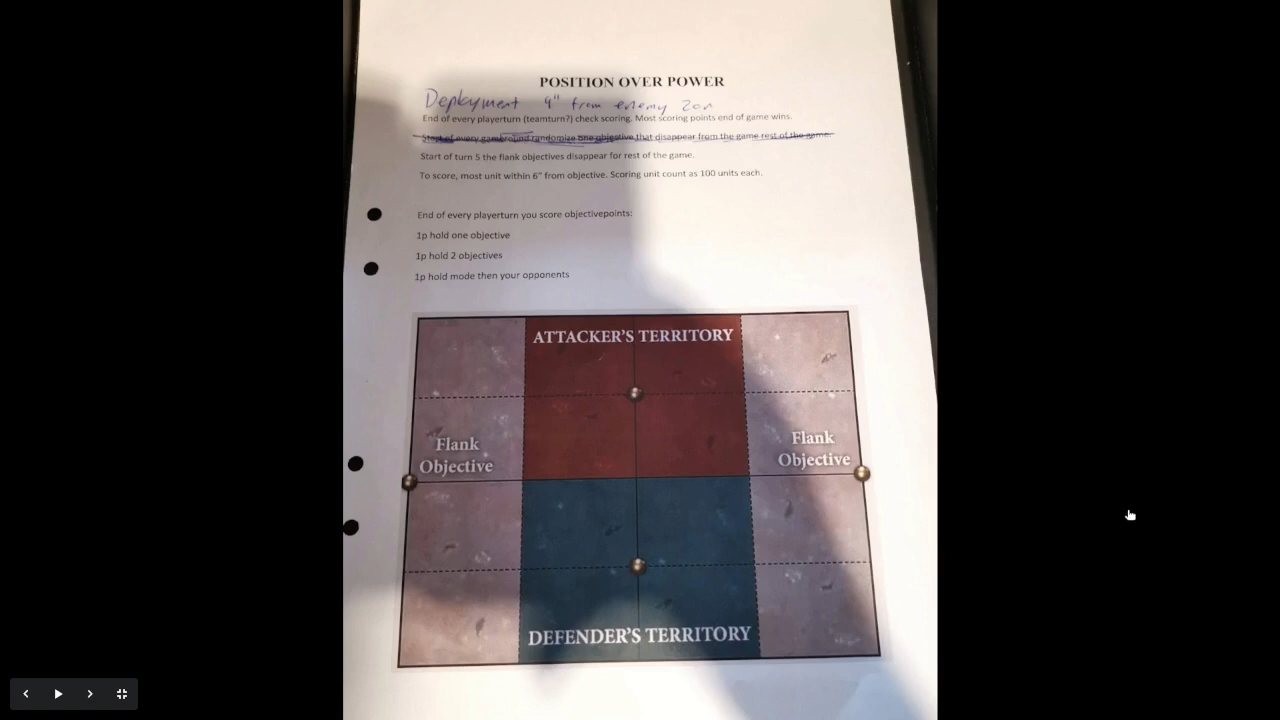 POSITION OVER POWER
Deployment 9" from enemy zon
End of every playerturn (teamturn?) check scoring. Most scoring points end of game wins.
Start of every gameround randomize one objective that disappear from the game rest of the game.
Start of turn 5 the flank objectives disappear for rest of the game.
To score, most unit within 6" from objective. Scoring unit count as 100 units each.
End of every playerturn you score objectivepoints:
1p hold one objective
1p hold 2 objectives
1p hold mode then your opponents
ATTACKER'S TERRITORY
Flank
Objective
Flank
Objective
DEFENDER'S TERRITORY